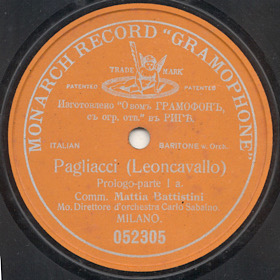 MONARCH RECORD "GRAMOPHONE"
TRADE MARK
PATENTED PATENTED
Изготовлено "О-вомъ ГРАМОФОНЪ,
съ огр. отв." въ РИГѢ
ITALIAN BARITONE w. Orch.
Pagliacci (Leoncavallo)
Prologo-parte I a.
Comm. Mattia Battistini
Mo. Direttore d'orchestra Carlo Sabajno.
MILANO.
052305